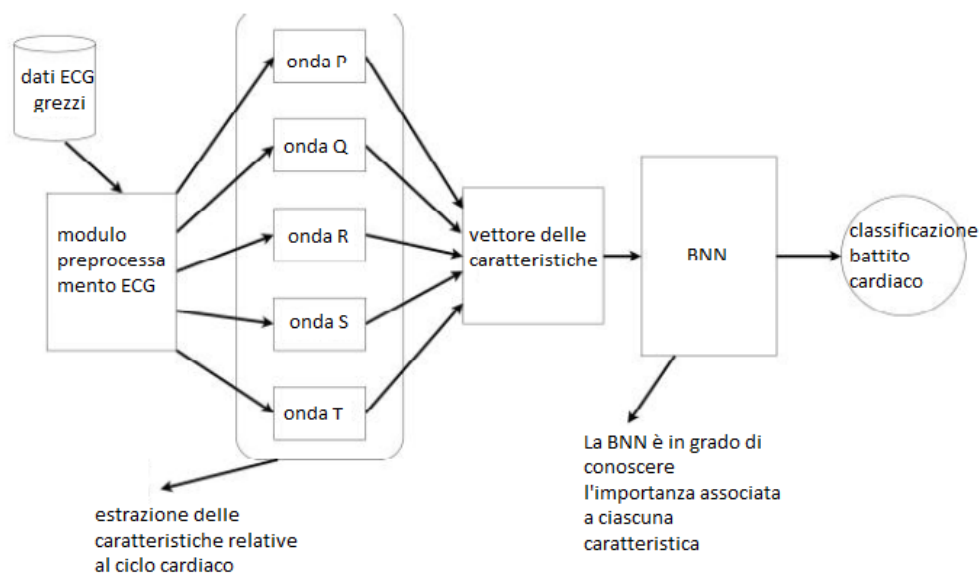 dati ECG
grezzi
modulo
preprocessa
mento ECG
onda P
onda Q
onda R
onda S
onda T
estrazione delle
caratteristiche relative
al ciclo cardiaco
vettore delle
caratteristiche
BNN
La BNN è in grado di
conoscere
l'importanza associata
a ciascuna
caratteristica
classificazione
battito
cardiaco